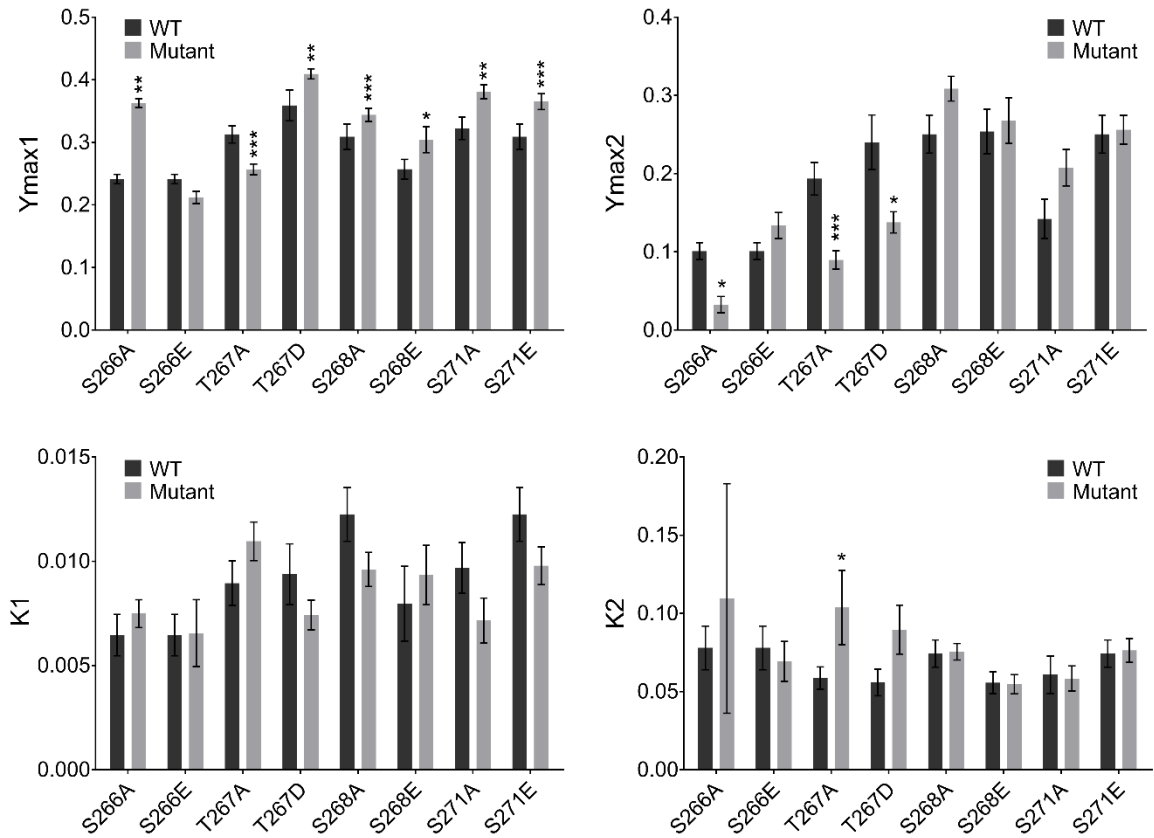 WT
Mutant
Ymax1
0.5
0.4
0.3
0.2
0.1
0.0
**
***
**
***
*
**
***
S266A
S266E
T267A
T267D
S268A
S268E
S271A
S271E
WT
Mutant
Ymax2
0.4
0.3
0.2
0.1
0.0
*
***
*
S266A
S266E
T267A
T267D
S268A
S268E
S271A
S271E
WT
Mutant
K1
0.015
0.010
0.005
0.000
S266A
S266E
T267A
T267D
S268A
S268E
S271A
S271E
WT
Mutant
K2
0.20
0.15
0.10
0.05
0.00
*
S266A
S266E
T267A
T267D
S268A
S268E
S271A
S271E